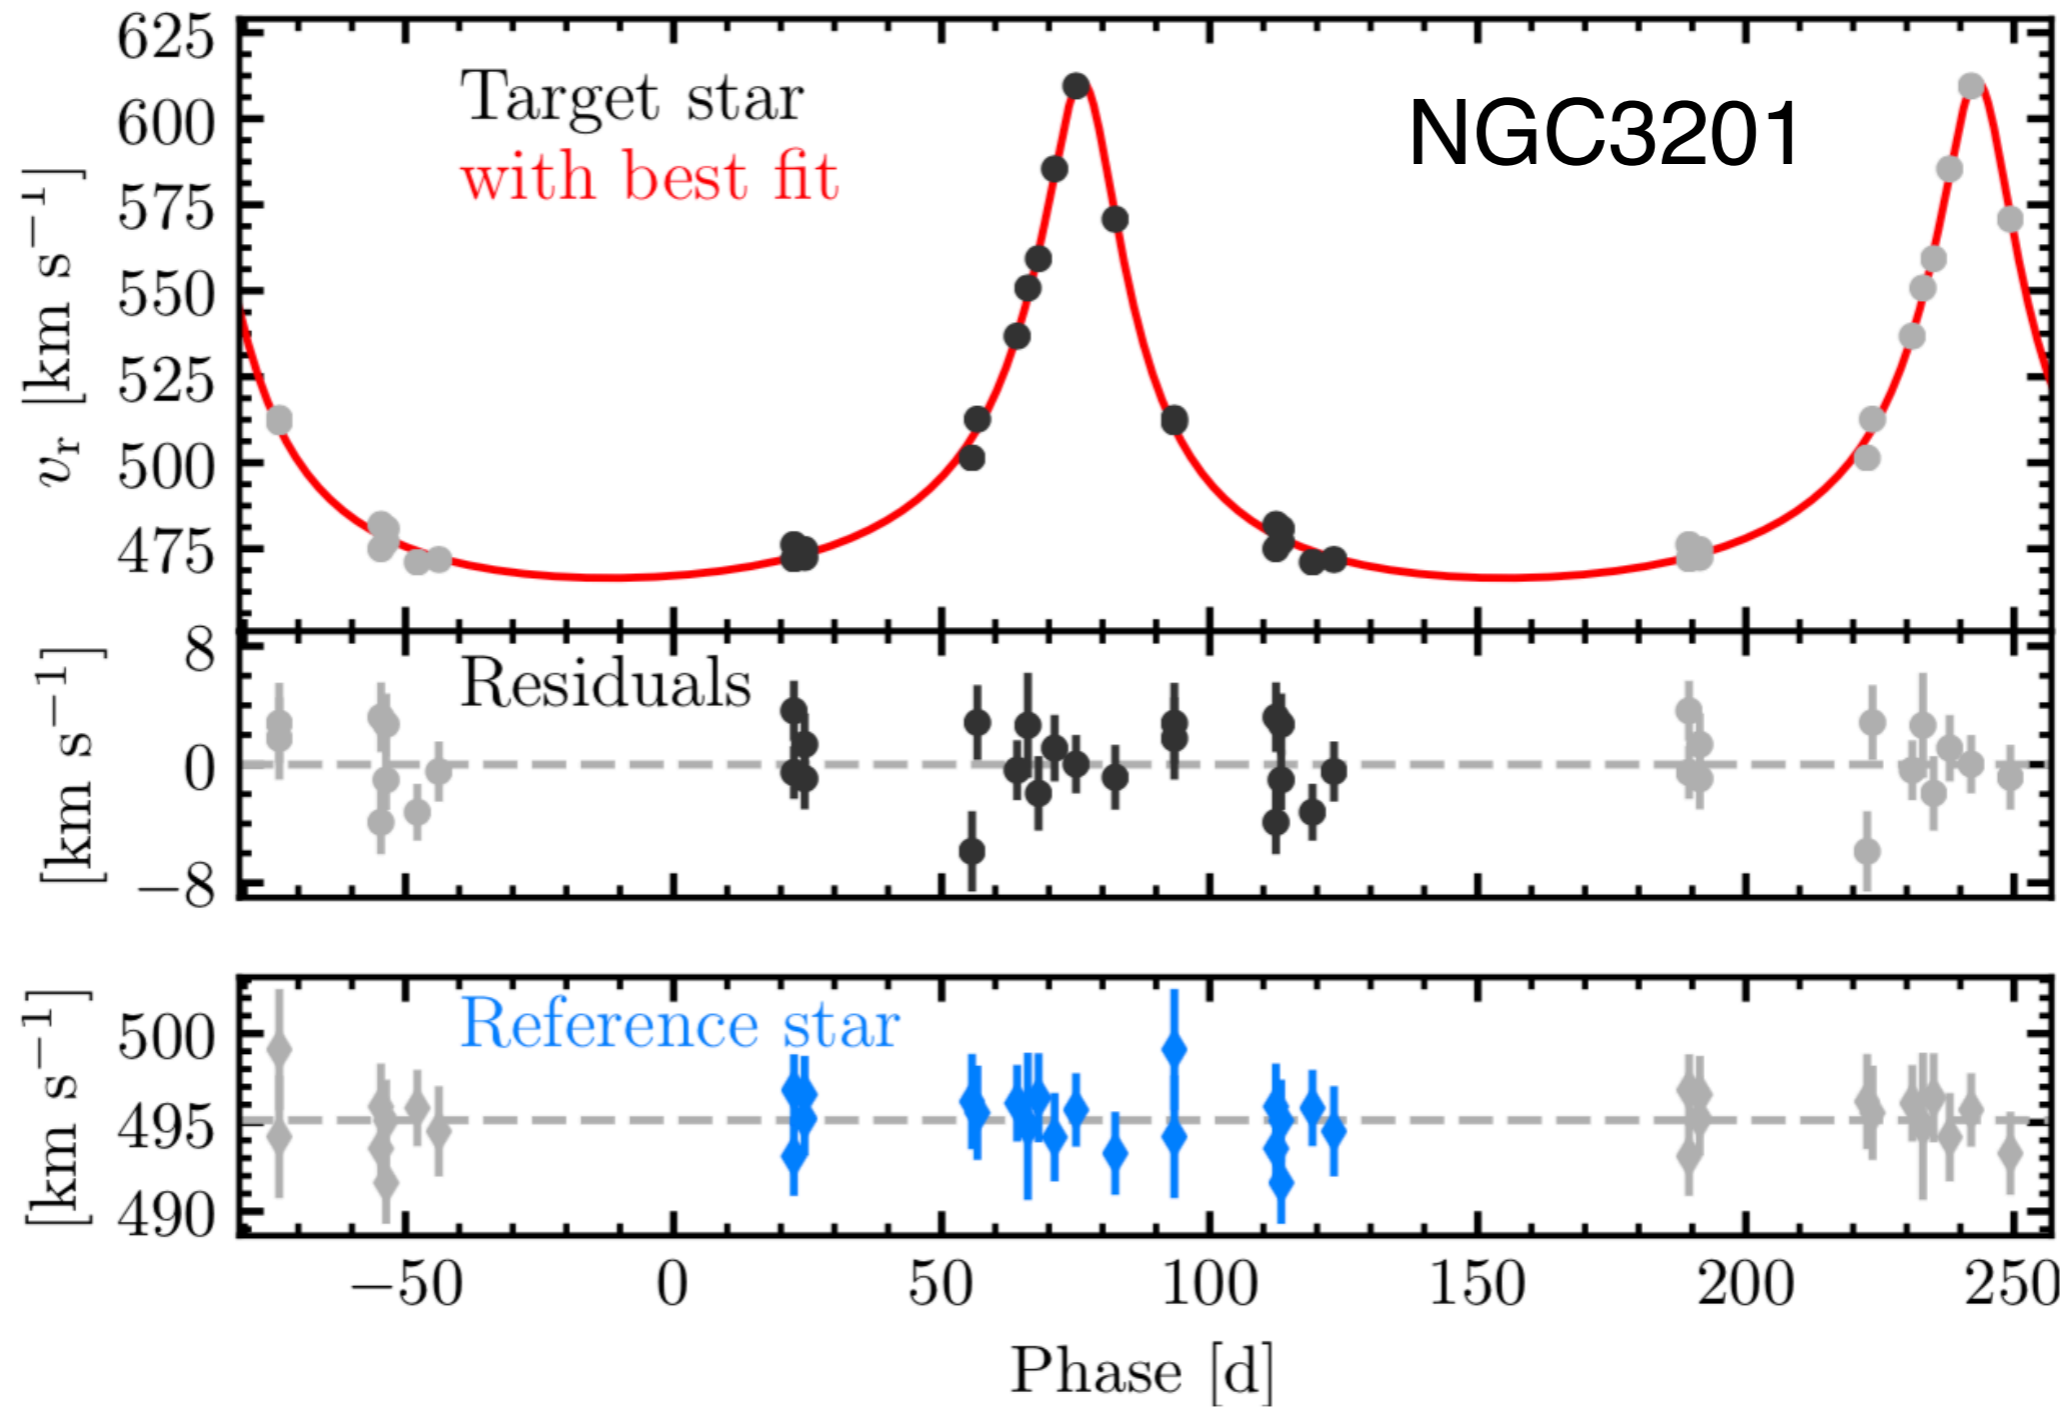 625
600
575
550
525
500
475
v_r [km s⁻¹]
Target star
with best fit
NGC3201
8
0
−8
[km s⁻¹]
Residuals
500
495
490
[km s⁻¹]
Reference star
−50 0 50 100 150 200 250
Phase [d]